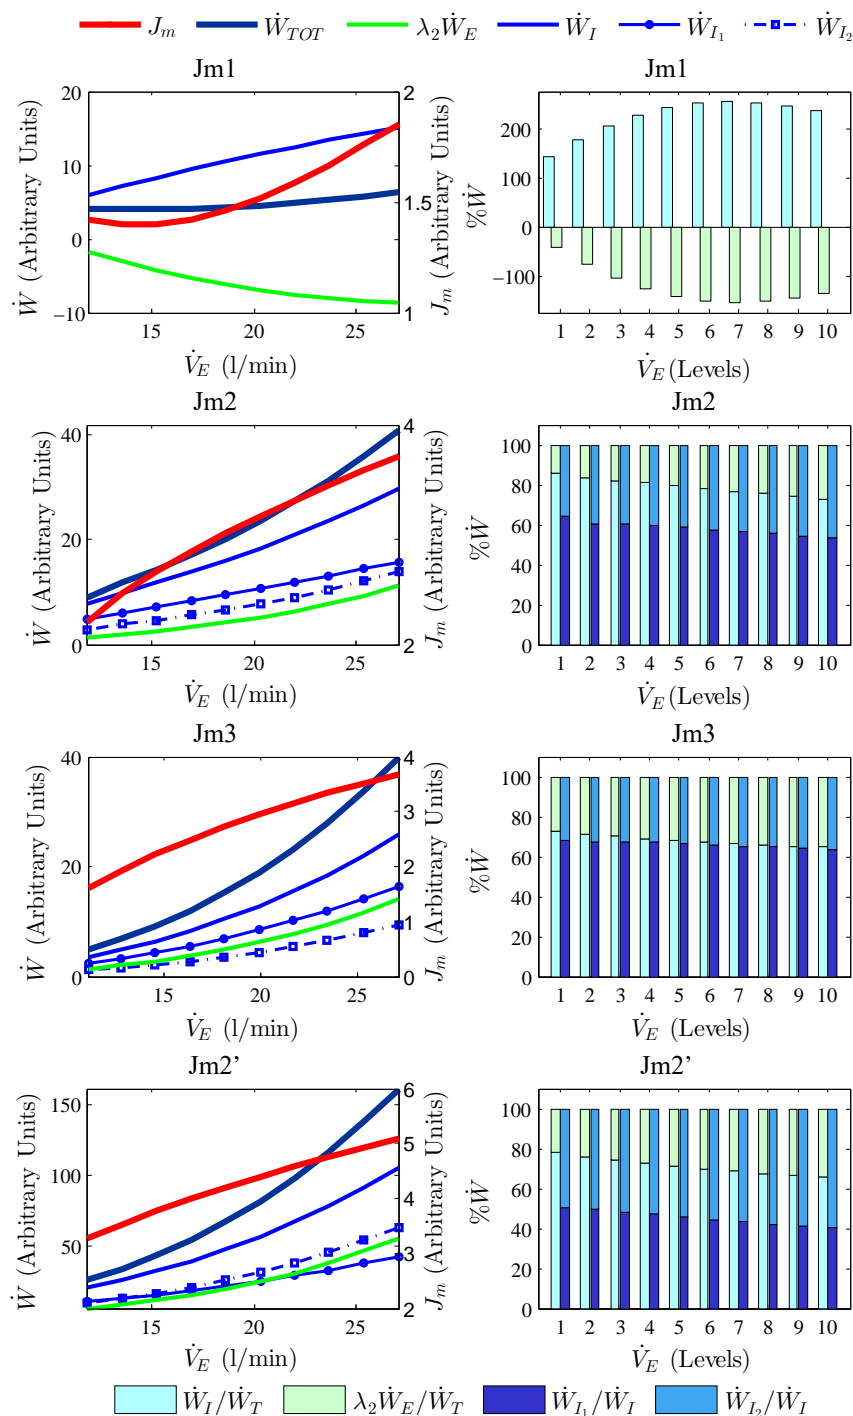 J_m Ẇ_TOT λ₂Ẇ_E Ẇ_I Ẇ_I₁ Ẇ_I₂
Jm1
20
10
0
−10
15 20 25
2
1.5
1
Ẇ (Arbitrary Units)
J_m (Arbitrary Units)
V̇_E (l/min)
Jm1
200
100
0
−100
1 2 3 4 5 6 7 8 9 10
%Ẇ
V̇_E(Levels)
Jm2
40
20
0
15 20 25
4
2
Ẇ (Arbitrary Units)
J_m (Arbitrary Units)
V̇_E (l/min)
Jm2
100
80
60
40
20
0
1 2 3 4 5 6 7 8 9 10
%Ẇ
V̇_E(Levels)
Jm3
40
20
0
15 20 25
4
3
2
1
0
Ẇ (Arbitrary Units)
J_m (Arbitrary Units)
V̇_E (l/min)
Jm3
100
80
60
40
20
0
1 2 3 4 5 6 7 8 9 10
%Ẇ
V̇_E (Levels)
Jm2’
150
100
50
15 20 25
6
5
4
3
2
Ẇ (Arbitrary Units)
J_m (Arbitrary Units)
V̇_E (l/min)
Jm2’
100
80
60
40
20
0
1 2 3 4 5 6 7 8 9 10
%Ẇ
V̇_E (Levels)
Ẇ_I/Ẇ_T λ₂Ẇ_E/Ẇ_T Ẇ_I₁/Ẇ_I Ẇ_I₂/Ẇ_I